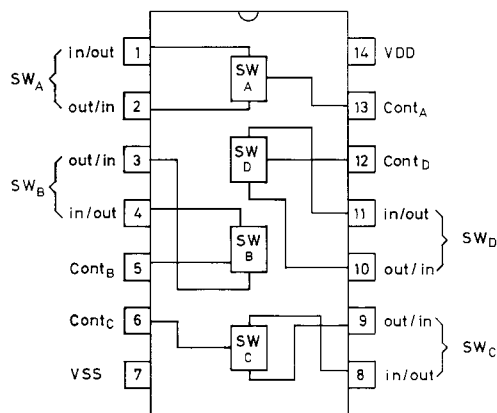 in/out 1 14 VDD
SW A
SWA
out/in 2 13 ContA
out/in 3 SW D 12 ContD
SWB
in/out 4 11 in/out
SW B
SWD
ContB 5 10 out/in
ContC 6 9 out/in
SW C
SWC
VSS 7 8 in/out